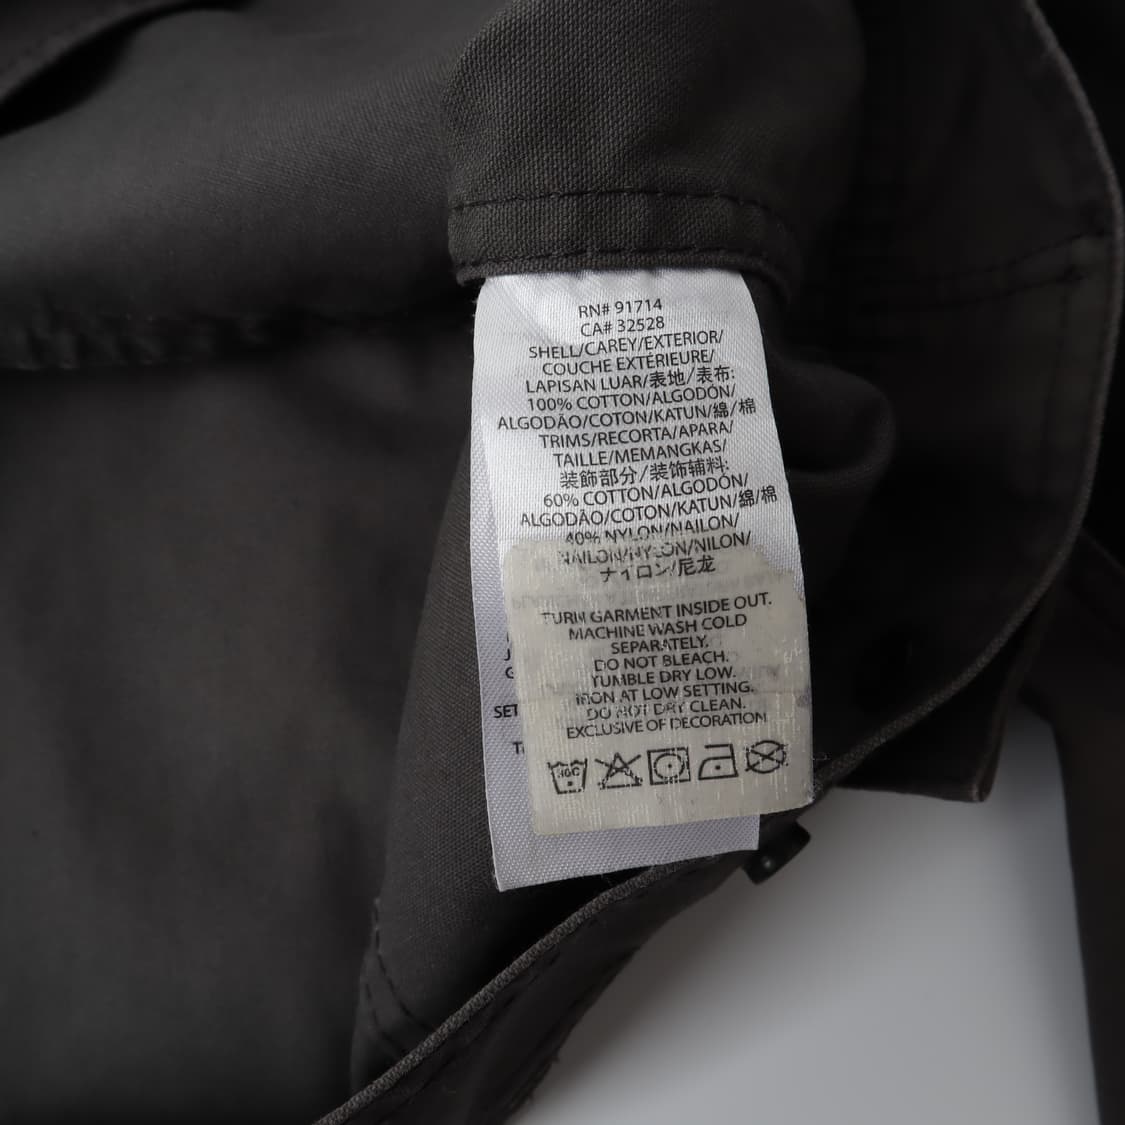 RN# 91714
CA# 32528
SHELL/CAREY/EXTERIOR/
COUCHE EXTÉRIEURE/
LAPISAN LUAR/表地/表布:
100% COTTON/ALGODÓN/
ALGODÃO/COTON/KATUN/綿/棉
TRIMS/RECORTA/APARA/
TAILLE/MEMANGKAS/
装飾部分/装饰辅料:
60% COTTON/ALGODÓN/
ALGODÃO/COTON/KATUN/綿/棉
40% NYLON/NAILON/
NAILON/NYLON/NILON/
ナイロン/尼龙
TURN GARMENT INSIDE OUT.
MACHINE WASH COLD
SEPARATELY.
DO NOT BLEACH.
TUMBLE DRY LOW.
IRON AT LOW SETTING.
DO NOT DRY CLEAN.
EXCLUSIVE OF DECORATION
SET
30C